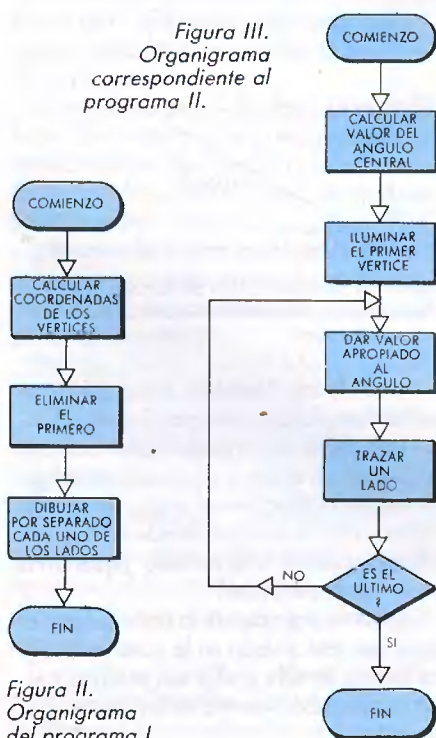 Figura III.
Organigrama
correspondiente al
programa II.
COMIENZO
CALCULAR
VALOR DEL
ANGULO
CENTRAL
ILUMINAR
EL PRIMER
VERTICE
DAR VALOR
APROPIADO
AL
ANGULO
TRAZAR
UN
LADO
ES EL
ULTIMO
?
NO
SI
FIN
COMIENZO
CALCULAR
COORDENADAS
DE LOS
VERTICES
ELIMINAR
EL
PRIMERO
DIBUJAR
POR SEPARADO
CADA UNO DE
LOS LADOS
FIN
Figura II.
Organigrama
del programa I.